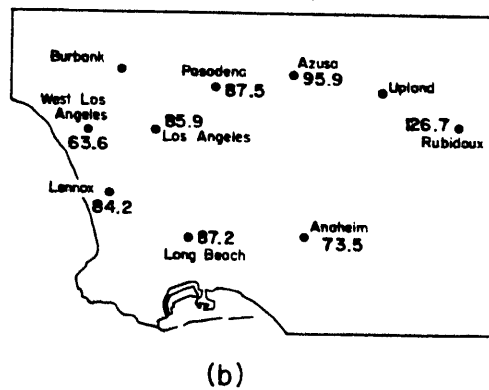 Burbank
Azusa
95.9
Pasadena
87.5
Upland
West Los
Angeles
63.6
85.9
Los Angeles
126.7
Rubidoux
Lennox
84.2
87.2
Long Beach
Anaheim
73.5
(b)